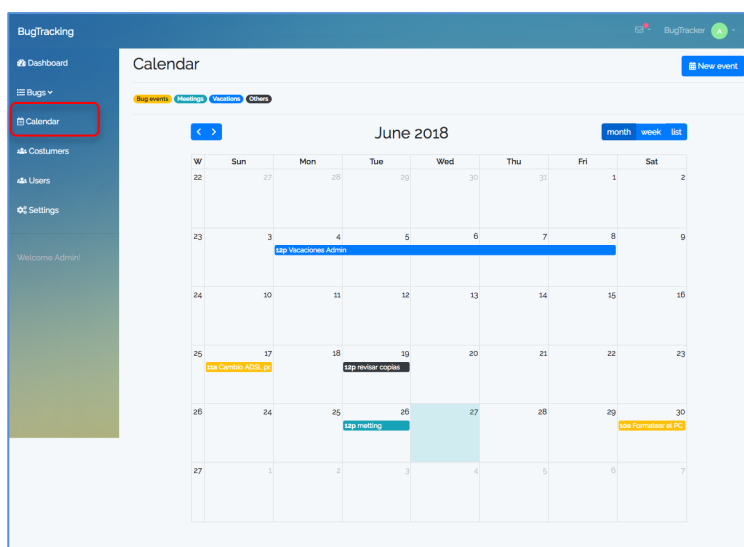 BugTracking
BugTracker A
Dashboard
Bugs
Calendar
Costumers
Users
Settings
Welcome Admin!
Calendar
New event
Bug events Meetings Vacations Others
June 2018
month week list
W Sun Mon Tue Wed Thu Fri Sat
22 27 28 29 30 31 1 2
23 3 4 5 6 7 8 9
12p Vacaciones Admin
24 10 11 12 13 14 15 16
25 17 18 19 20 21 22 23
11a Cambio ADSL po 12p revisar copias
26 24 25 26 27 28 29 30
12p metting 10a Formatear el PC
27 1 2 3 4 5 6 7